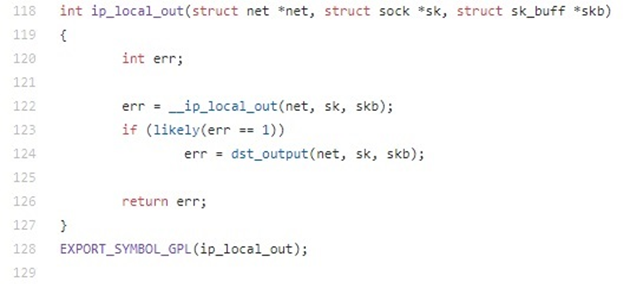 118 int ip_local_out(struct net *net, struct sock *sk, struct sk_buff *skb)
119 {
120         int err;
121
122         err = __ip_local_out(net, sk, skb);
123         if (likely(err == 1))
124                 err = dst_output(net, sk, skb);
125
126         return err;
127 }
128 EXPORT_SYMBOL_GPL(ip_local_out);
129